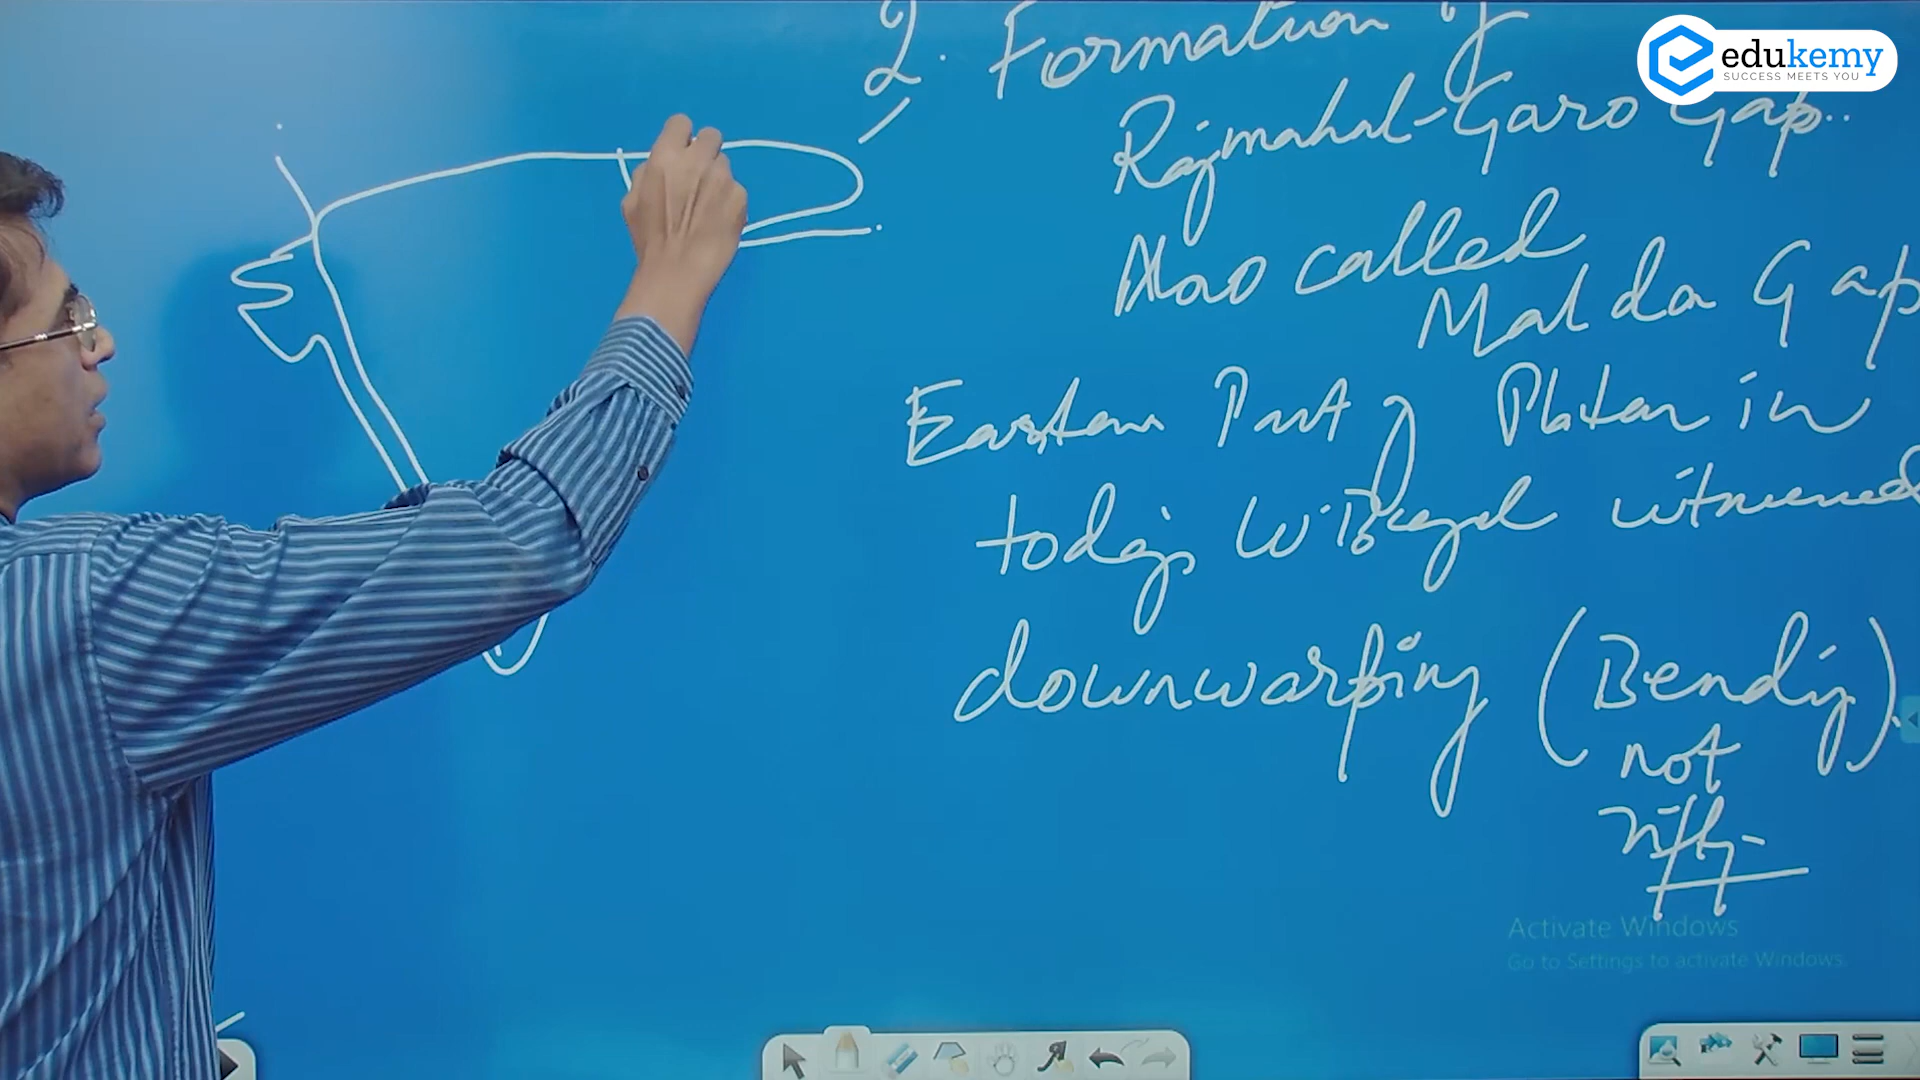 2. Formation of
Rajmahal-Garo Gap..
Also called
Malda Gap
Eastern Part of Plateau in
today's W. Bengal witnessed
downwarping (Bending)
not
rifting
edukemy
SUCCESS MEETS YOU
Activate Windows
Go to Settings to activate Windows.